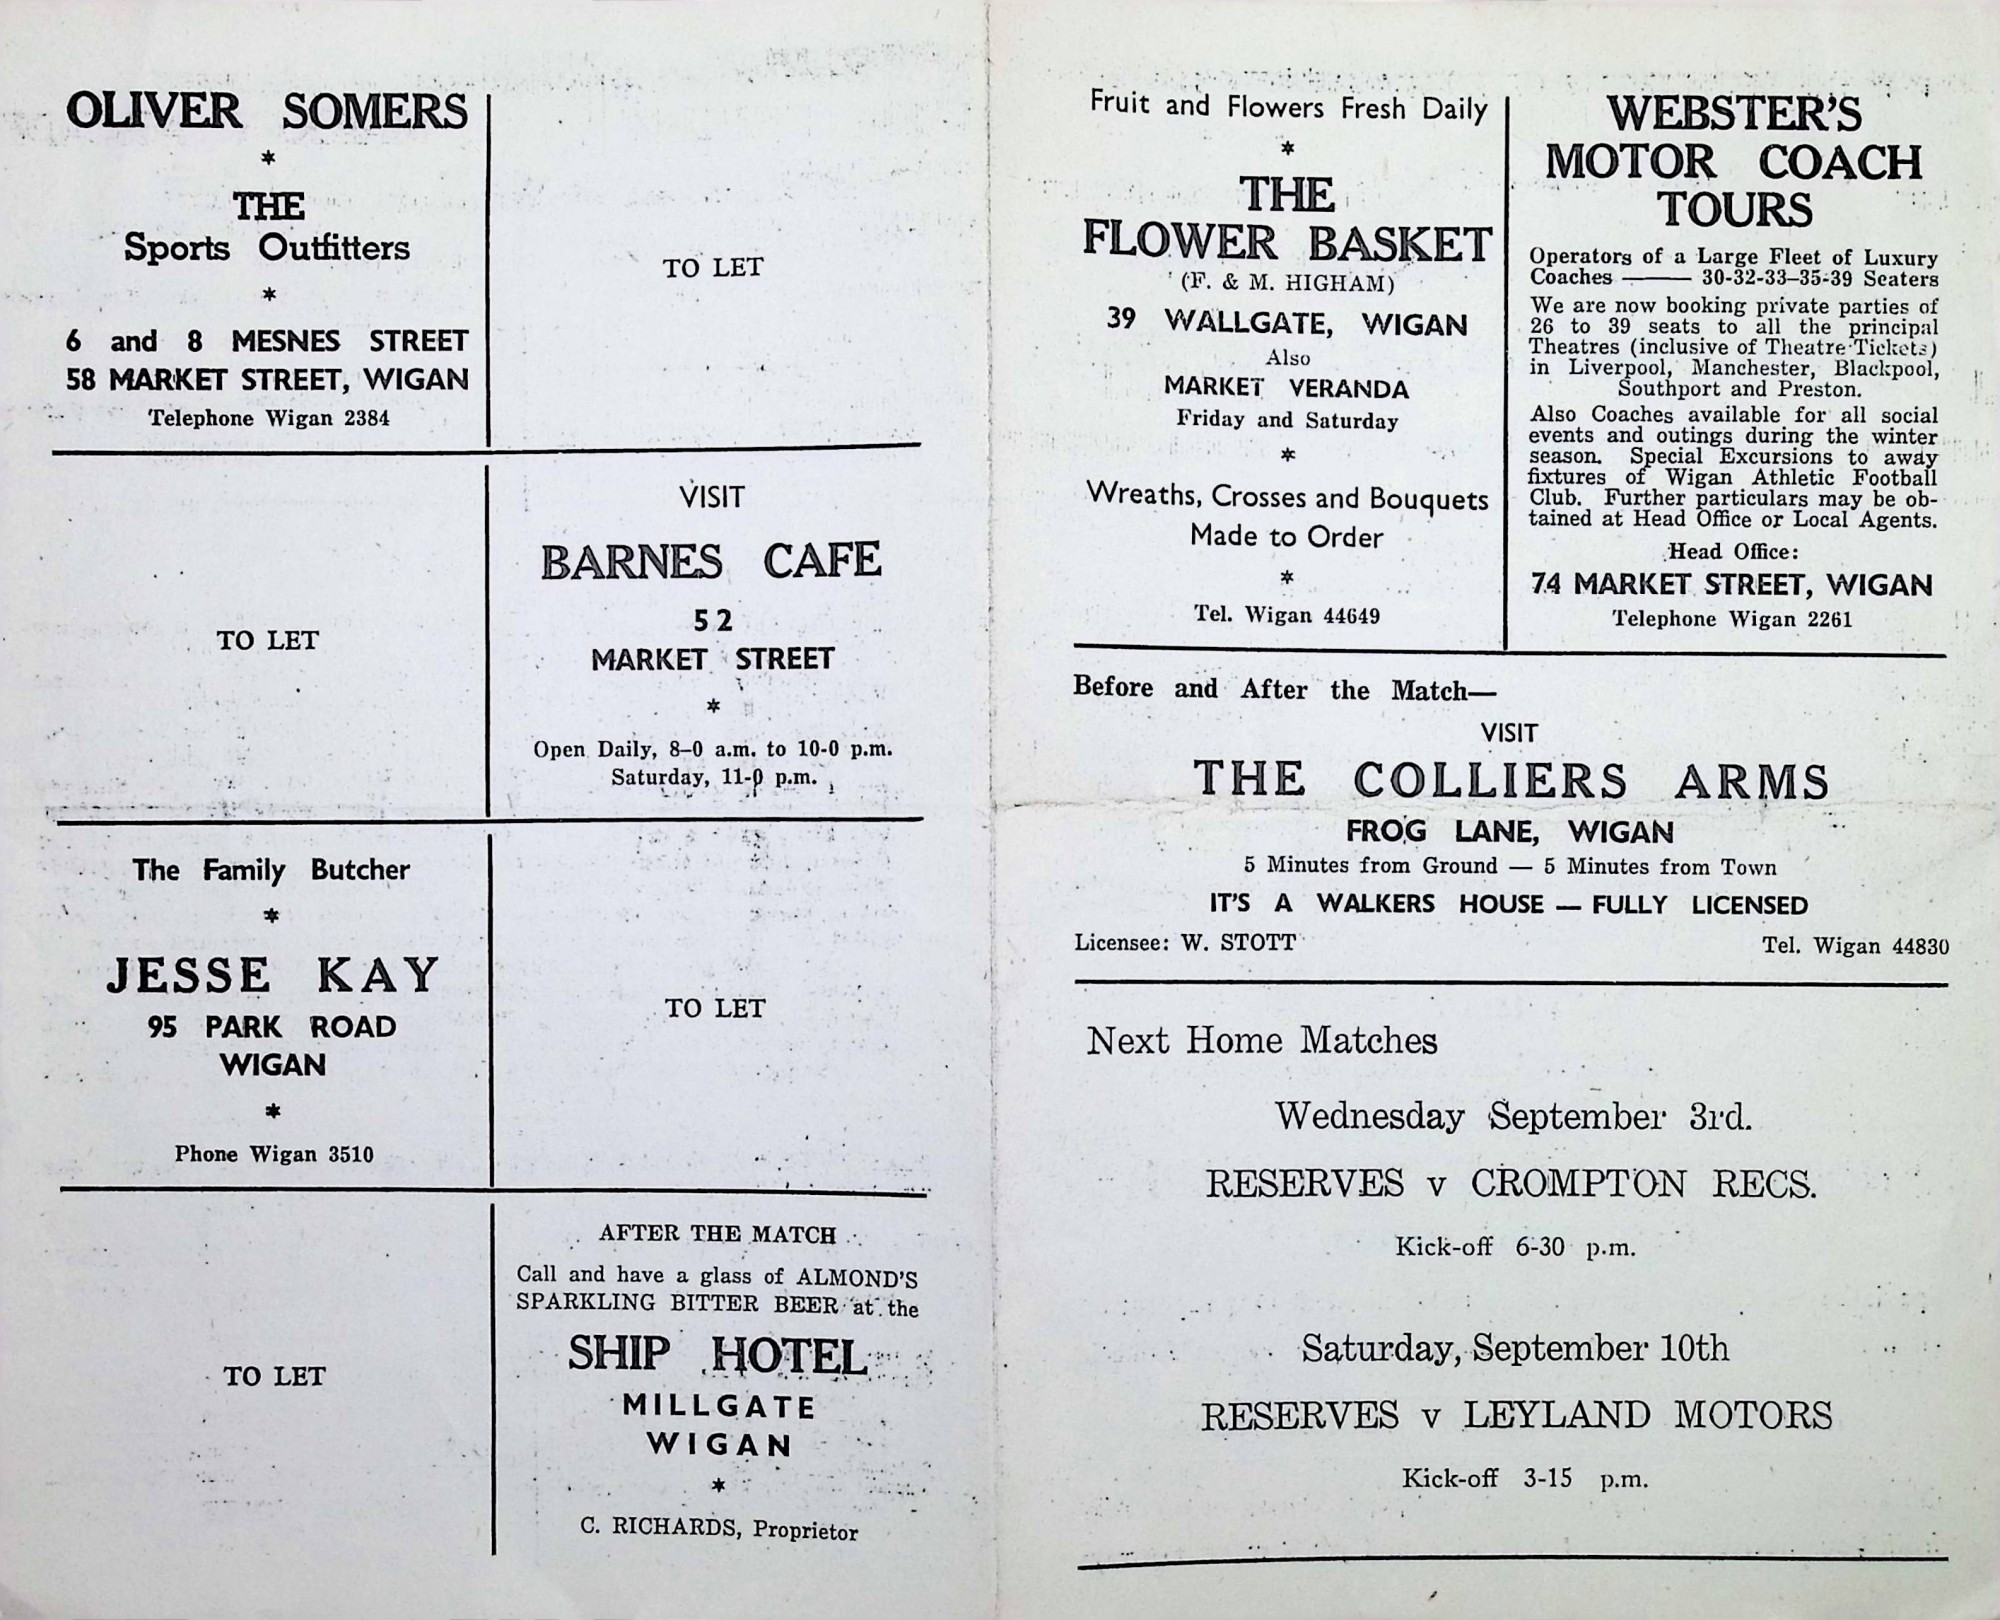 OLIVER SOMERS
*
THE
Sports Outfitters
*
6 and 8 MESNES STREET
58 MARKET STREET, WIGAN
Telephone Wigan 2384
TO LET
TO LET
VISIT
BARNES CAFE
52
MARKET STREET
*
Open Daily, 8-0 a.m. to 10-0 p.m.
Saturday, 11-0 p.m.
The Family Butcher
*
JESSE KAY
95 PARK ROAD
WIGAN
*
Phone Wigan 3510
TO LET
TO LET
AFTER THE MATCH
Call and have a glass of ALMOND'S
SPARKLING BITTER BEER at the
SHIP HOTEL
MILLGATE
WIGAN
*
C. RICHARDS, Proprietor
Fruit and Flowers Fresh Daily
*
THE
FLOWER BASKET
(F. & M. HIGHAM)
39 WALLGATE, WIGAN
Also
MARKET VERANDA
Friday and Saturday
*
Wreaths, Crosses and Bouquets
Made to Order
*
Tel. Wigan 44649
WEBSTER'S
MOTOR COACH
TOURS
Operators of a Large Fleet of Luxury
Coaches —— 30-32-33-35-39 Seaters
We are now booking private parties of
26 to 39 seats to all the principal
Theatres (inclusive of Theatre Tickets)
in Liverpool, Manchester, Blackpool,
Southport and Preston.
Also Coaches available for all social
events and outings during the winter
season. Special Excursions to away
fixtures of Wigan Athletic Football
Club. Further particulars may be ob-
tained at Head Office or Local Agents.
Head Office:
74 MARKET STREET, WIGAN
Telephone Wigan 2261
Before and After the Match—
VISIT
THE COLLIERS ARMS
FROG LANE, WIGAN
5 Minutes from Ground — 5 Minutes from Town
IT'S A WALKERS HOUSE — FULLY LICENSED
Licensee: W. STOTT Tel. Wigan 44830
Next Home Matches
Wednesday September 3rd.
RESERVES v CROMPTON RECS.
Kick-off 6-30 p.m.
Saturday, September 10th
RESERVES v LEYLAND MOTORS
Kick-off 3-15 p.m.